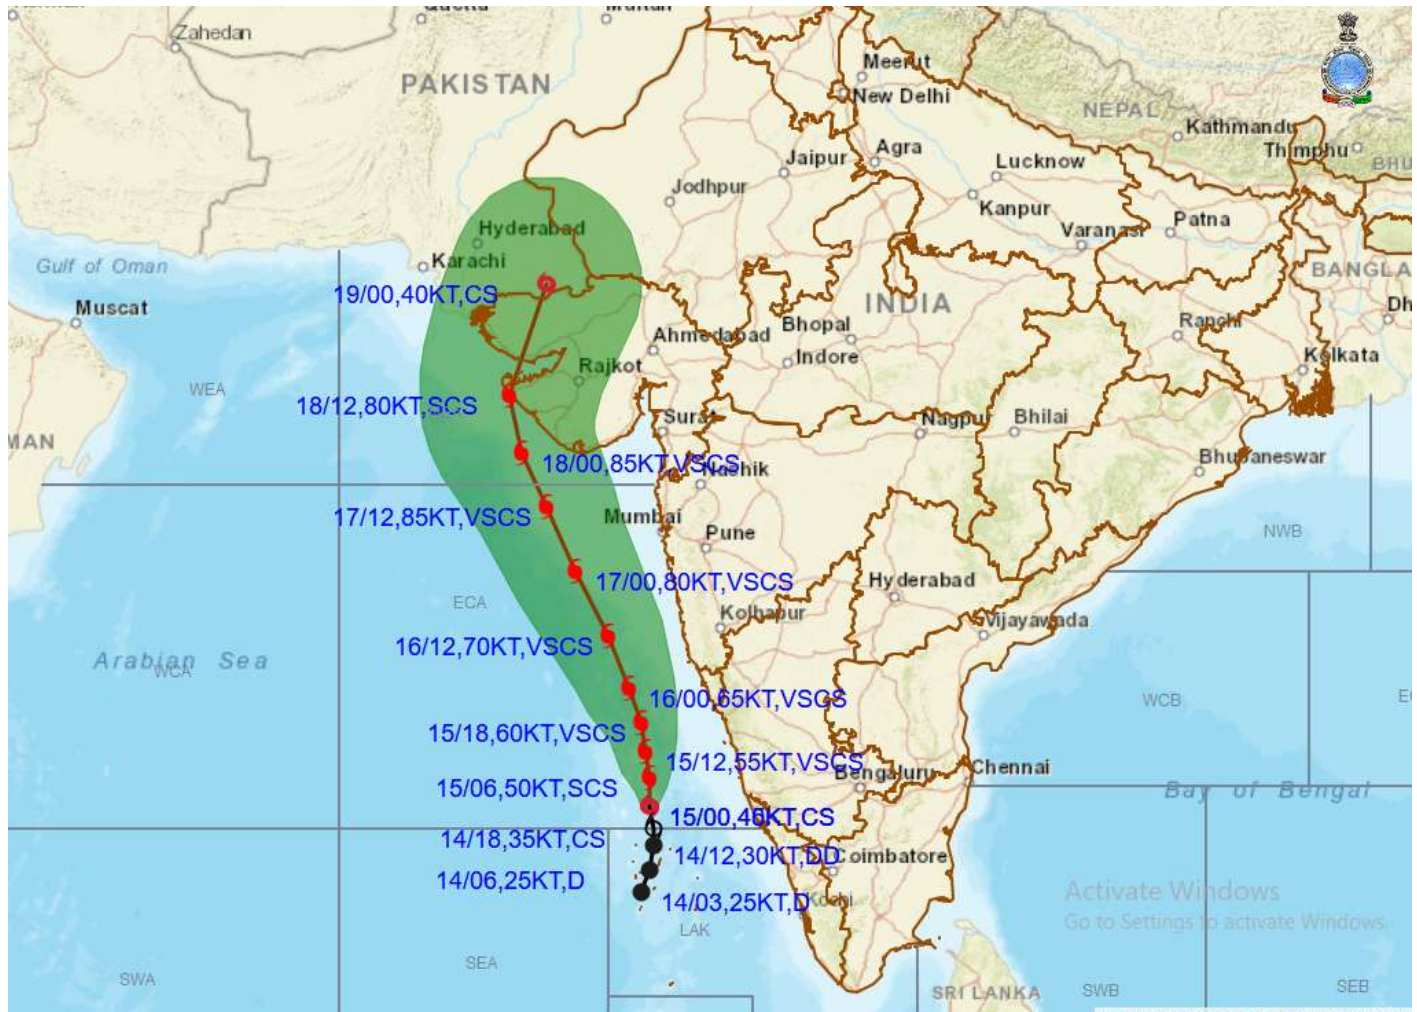 Quetta
Multan
Zahedan
PAKISTAN
Meerut
New Delhi
NEPAL
Kathmandu
Thimphu
BHU
Jaipur
Agra
Lucknow
Jodhpur
Kanpur
Patna
Varanasi
Hyderabad
Karachi
Gulf of Oman
BANGLA
Muscat
19/00,40KT,CS
INDIA
Dh
Ahmedabad
Bhopal
Ranchi
Indore
Kolkata
Rajkot
WEA
18/12,80KT,SCS
Surat
Nagpur
Bhilai
MAN
18/00,85KT,VSCS
Nashik
Bhubaneswar
17/12,85KT,VSCS
Mumbai
Pune
NWB
17/00,80KT,VSCS
Hyderabad
ECA
Kolhapur
Vijayawada
16/12,70KT,VSCS
Arabian Sea
WCA
16/00,65KT,VSCS
WCB
15/18,60KT,VSCS
15/12,55KT,VSCS
Bengaluru
Chennai
15/06,50KT,SCS
Bay of Bengal
15/00,40KT,CS
14/18,35KT,CS
14/12,30KT,DD
Coimbatore
14/06,25KT,D
14/03,25KT,D
Kochi
Activate Windows
Go to Settings to activate Windows.
LAK
SEA
SWA
SRI LANKA
SWB
SEB